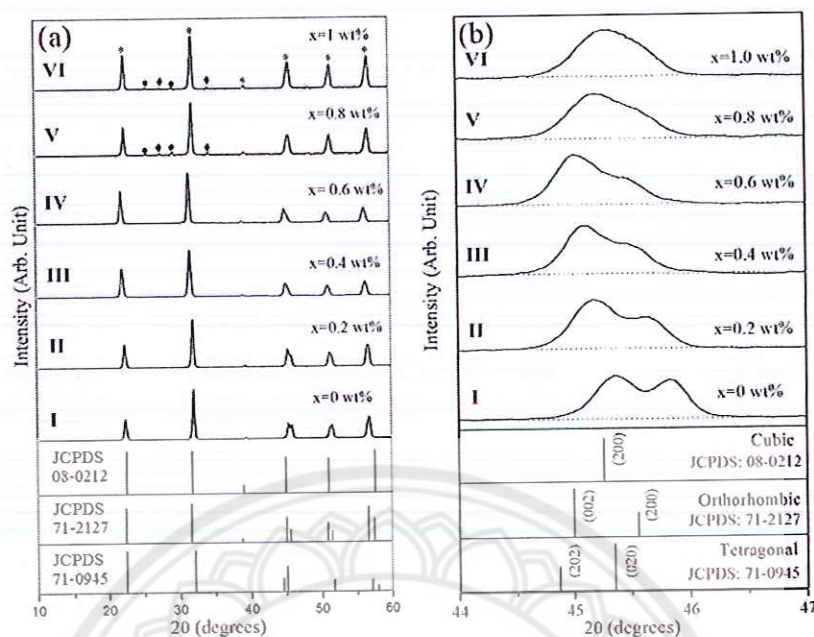 (a)
*
x=1 wt%
VI
x=0.8 wt%
V
x= 0.6 wt%
IV
x=0.4 wt%
III
x=0.2 wt%
II
x=0 wt%
I
JCPDS
08-0212
JCPDS
71-2127
JCPDS
71-0945
10 20 30 40 50 60
2θ (degrees)
Intensity (Arb. Unit)
(b)
VI
x=1.0 wt%
V
x=0.8 wt%
IV
x=0.6 wt%
III
x=0.4 wt%
II
x=0.2 wt%
I
x=0 wt%
(200)
Cubic
JCPDS: 08-0212
(002)
(200)
Orthorhombic
JCPDS: 71-2127
(202)
(020)
Tetragonal
JCPDS: 71-0945
44 45 46 47
2θ (degrees)
Intensity (Arb. Unit)